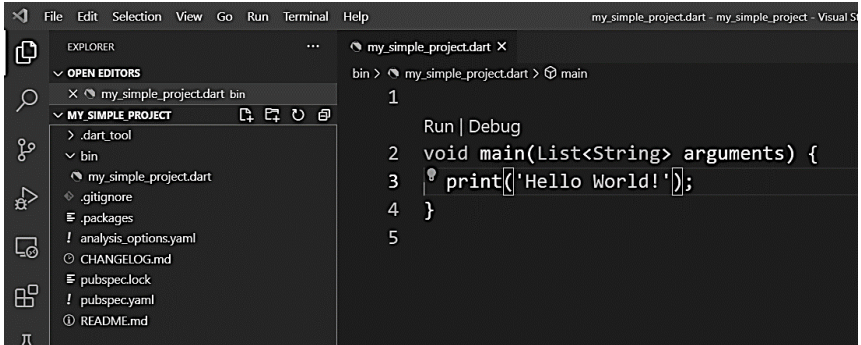 File Edit Selection View Go Run Terminal Help my_simple_project.dart - my_simple_project - Visual
EXPLORER ...
OPEN EDITORS
my_simple_project.dart bin
MY_SIMPLE_PROJECT
.dart_tool
bin
my_simple_project.dart
.gitignore
.packages
analysis_options.yaml
CHANGELOG.md
pubspec.lock
pubspec.yaml
README.md
my_simple_project.dart
bin > my_simple_project.dart > main
1
Run | Debug
2 void main(List<String> arguments) {
3 print('Hello World!');
4 }
5